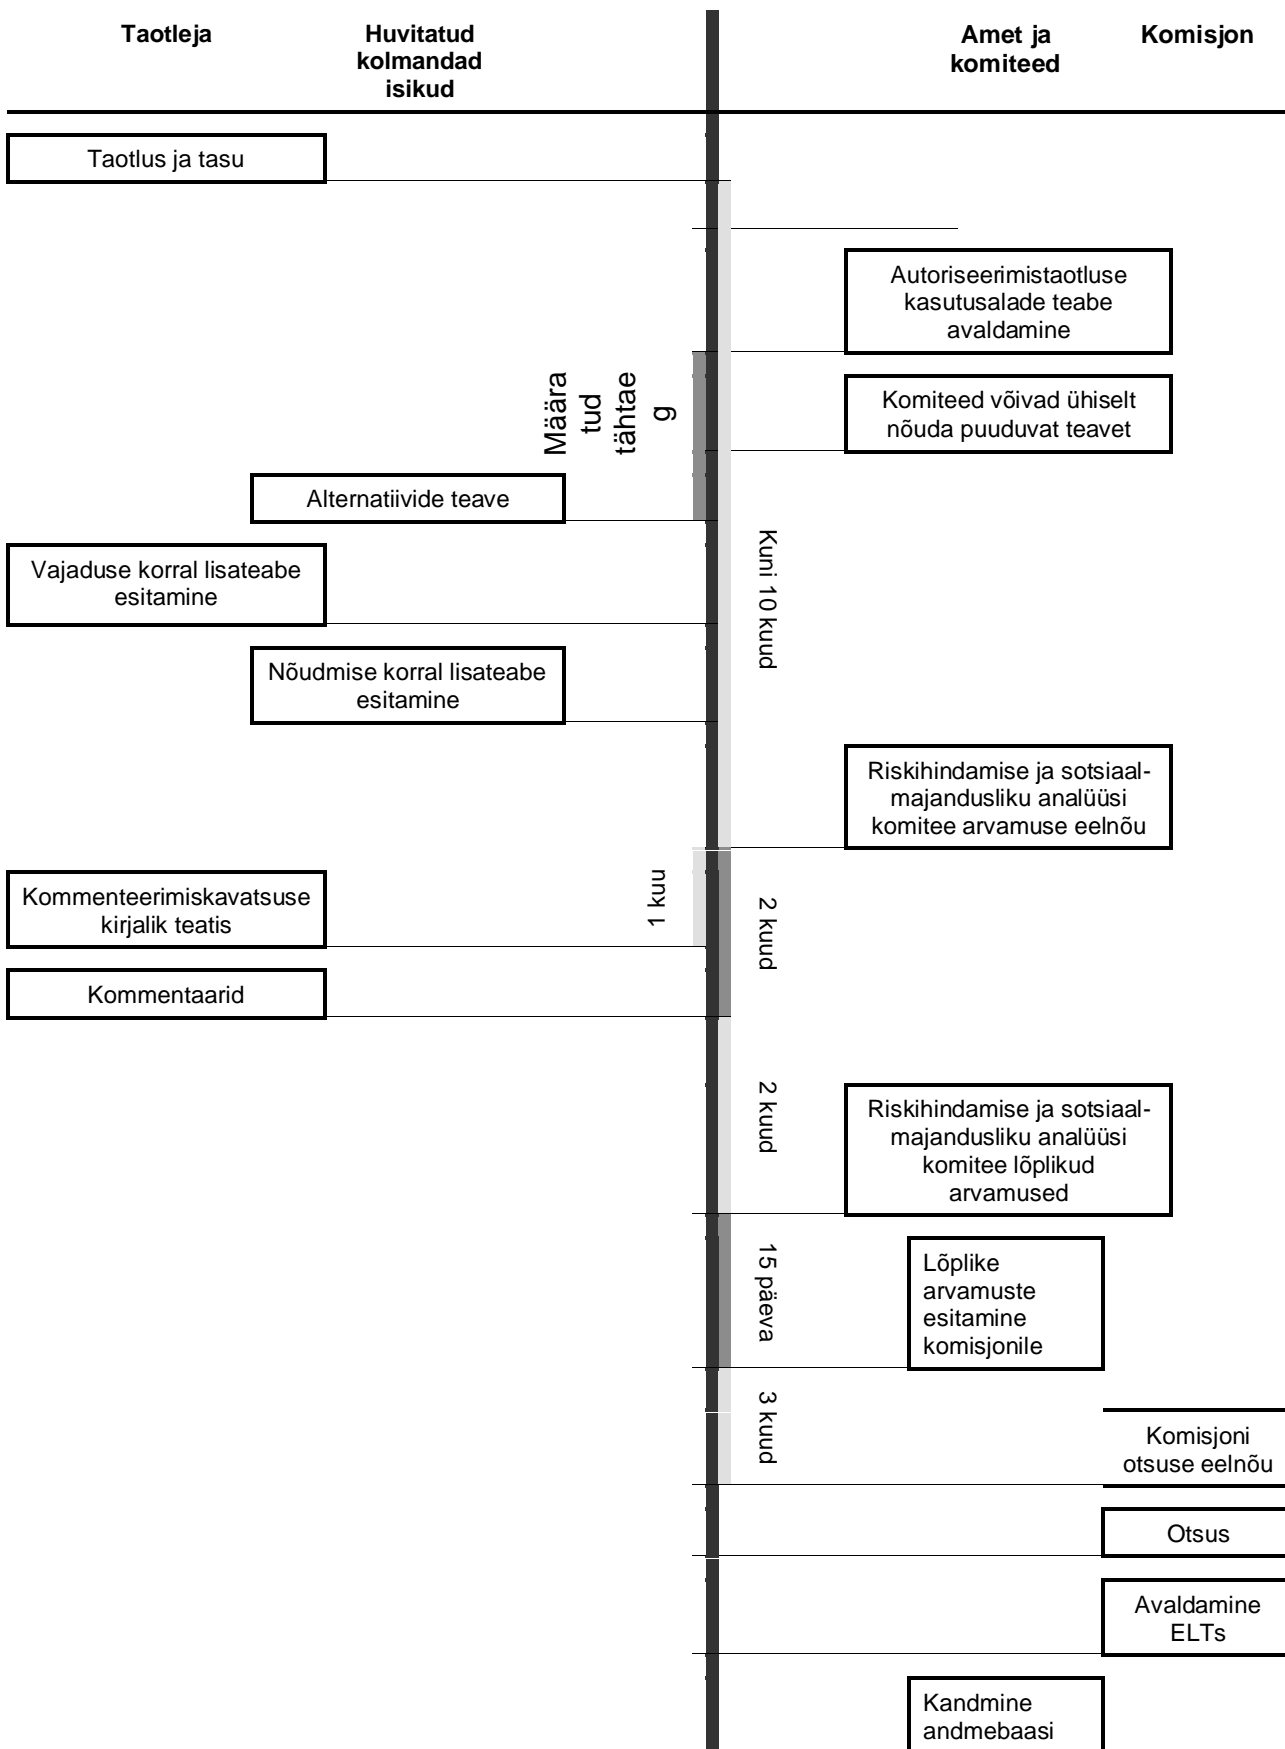 Taotleja
Huvitatud
kolmandad
isikud
Amet ja
komiteed
Komisjon
Taotlus ja tasu
Autoriseerimistaotluse
kasutusalade teabe
avaldamine
Määra
tud
tähtae
g
Komiteed võivad ühiselt
nõuda puuduvat teavet
Alternatiivide teave
Kuni 10 kuud
Vajaduse korral lisateabe
esitamine
Nõudmise korral lisateabe
esitamine
Riskihindamise ja sotsiaal-
majandusliku analüüsi
komitee arvamuse eelnõu
1 kuu
2 kuud
Kommenteerimiskavatsuse
kirjalik teatis
Kommentaarid
2 kuud
Riskihindamise ja sotsiaal-
majandusliku analüüsi
komitee lõplikud
arvamused
15 päeva
Lõplike
arvamuste
esitamine
komisjonile
3 kuud
Komisjoni
otsuse eelnõu
Otsus
Avaldamine
ELTs
Kandmine
andmebaasi